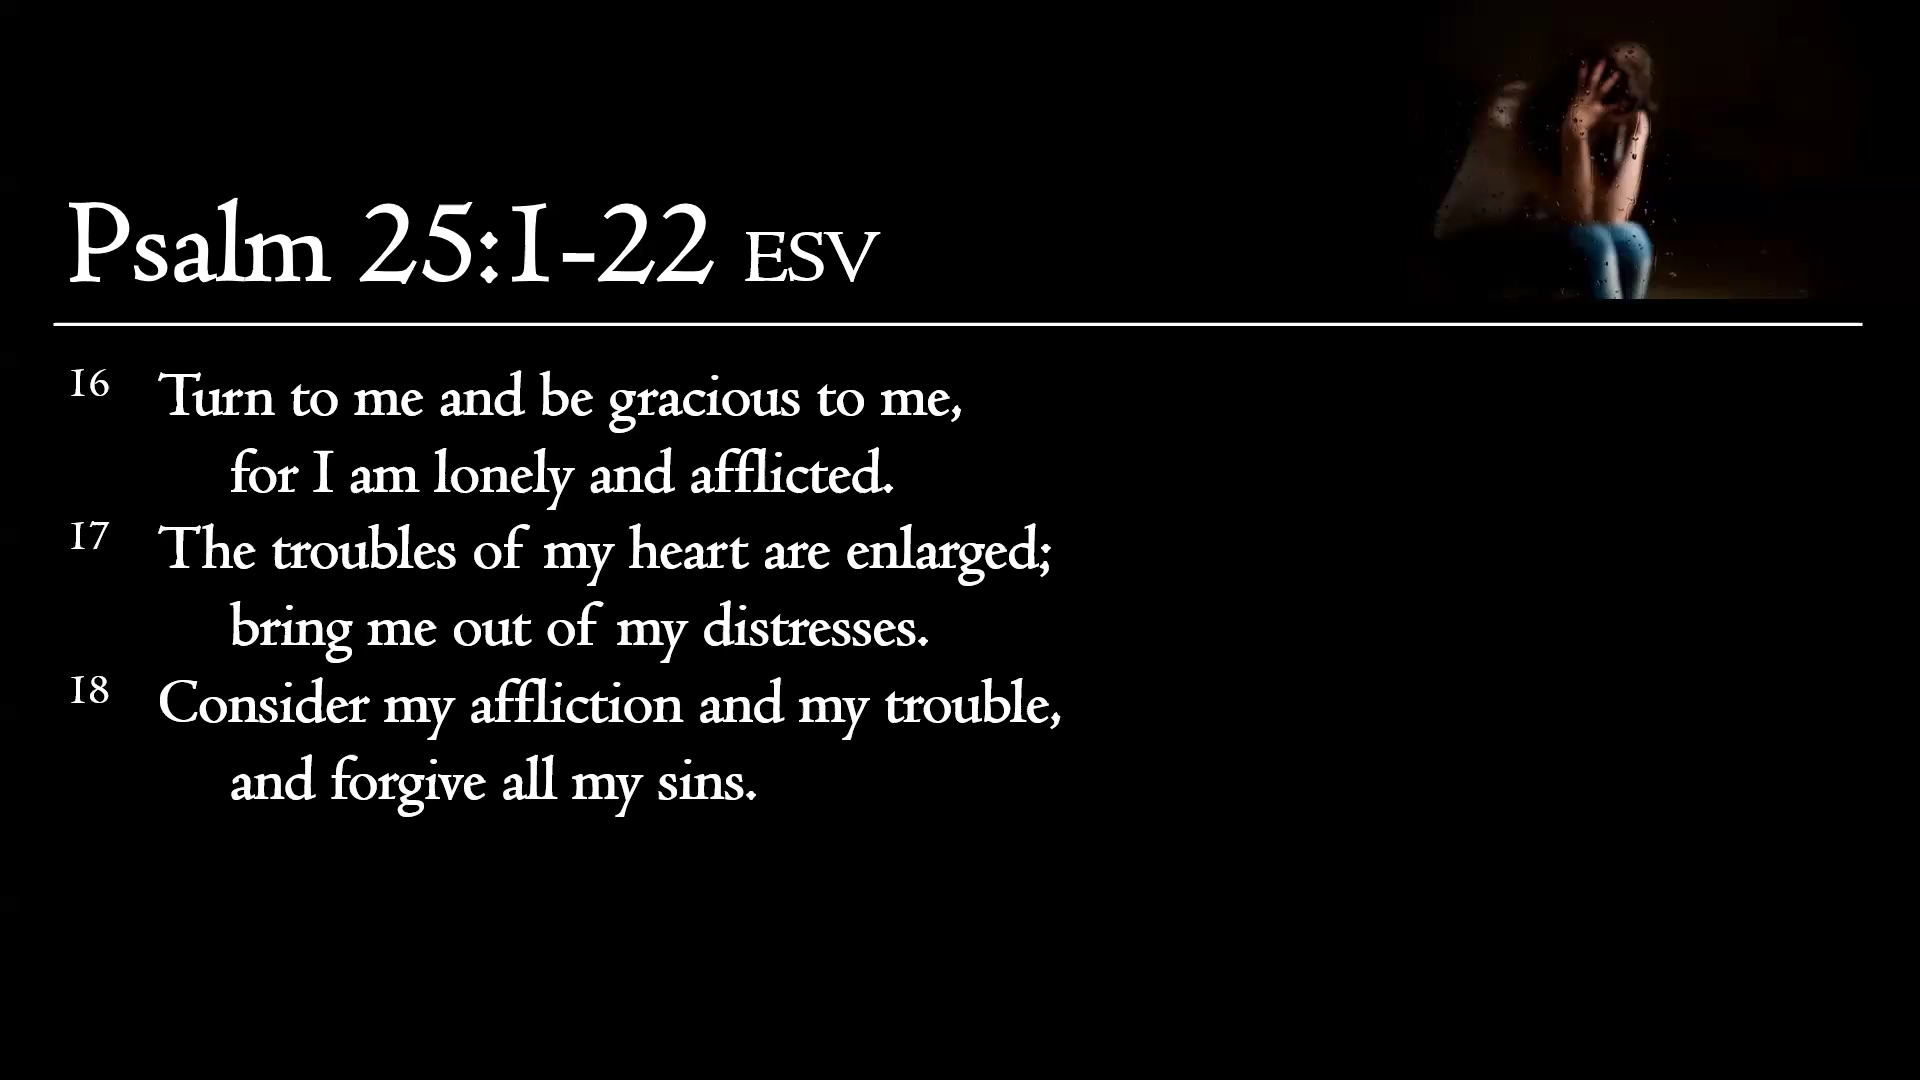 Psalm 25:1-22 ESV
16 Turn to me and be gracious to me,
for I am lonely and afflicted.
17 The troubles of my heart are enlarged;
bring me out of my distresses.
18 Consider my affliction and my trouble,
and forgive all my sins.